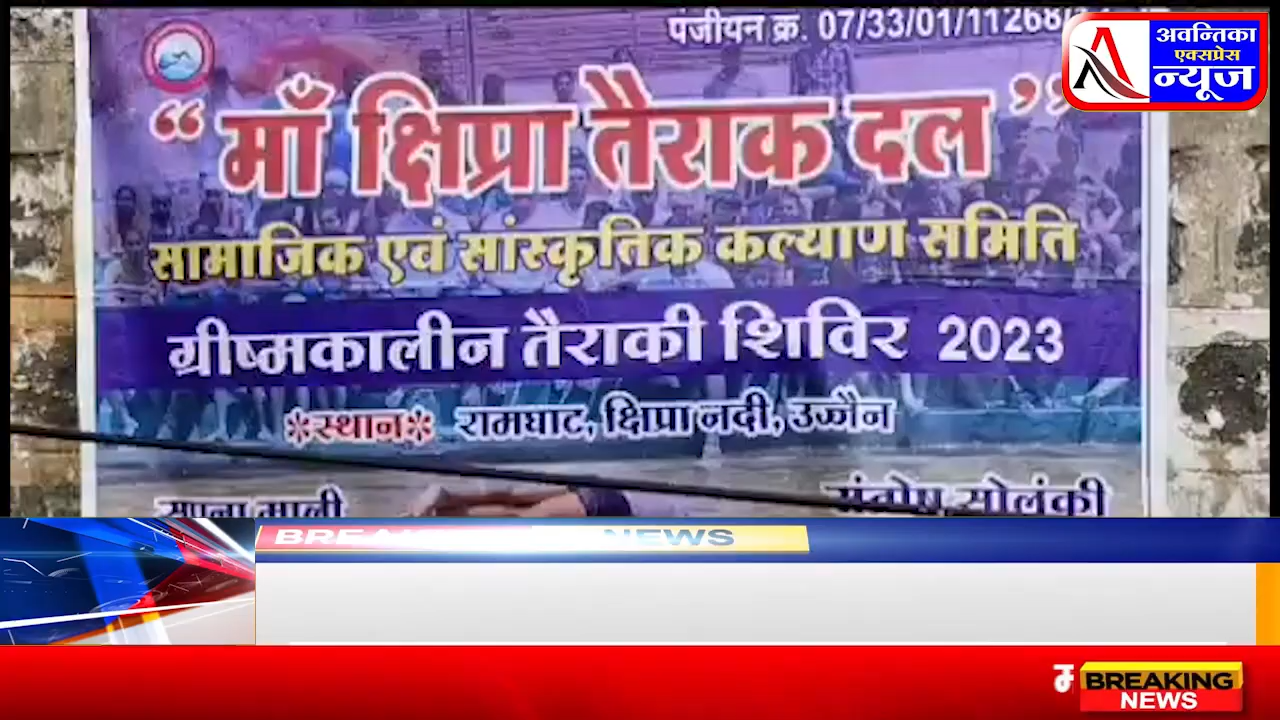 पंजीयन क्र. 07/33/01/11268/
अवन्तिका
एक्सप्रेस
न्यूज
“ माँ क्षिप्रा तैराक दल ”
सामाजिक एवं सांस्कृतिक कल्याण समिति
ग्रीष्मकालीन तैराकी शिविर 2023
*स्थान* रामघाट, क्षिप्रा नदी, उज्जैन
संतोष सोलंकी
BREAKING NEWS
BREAKING
NEWS